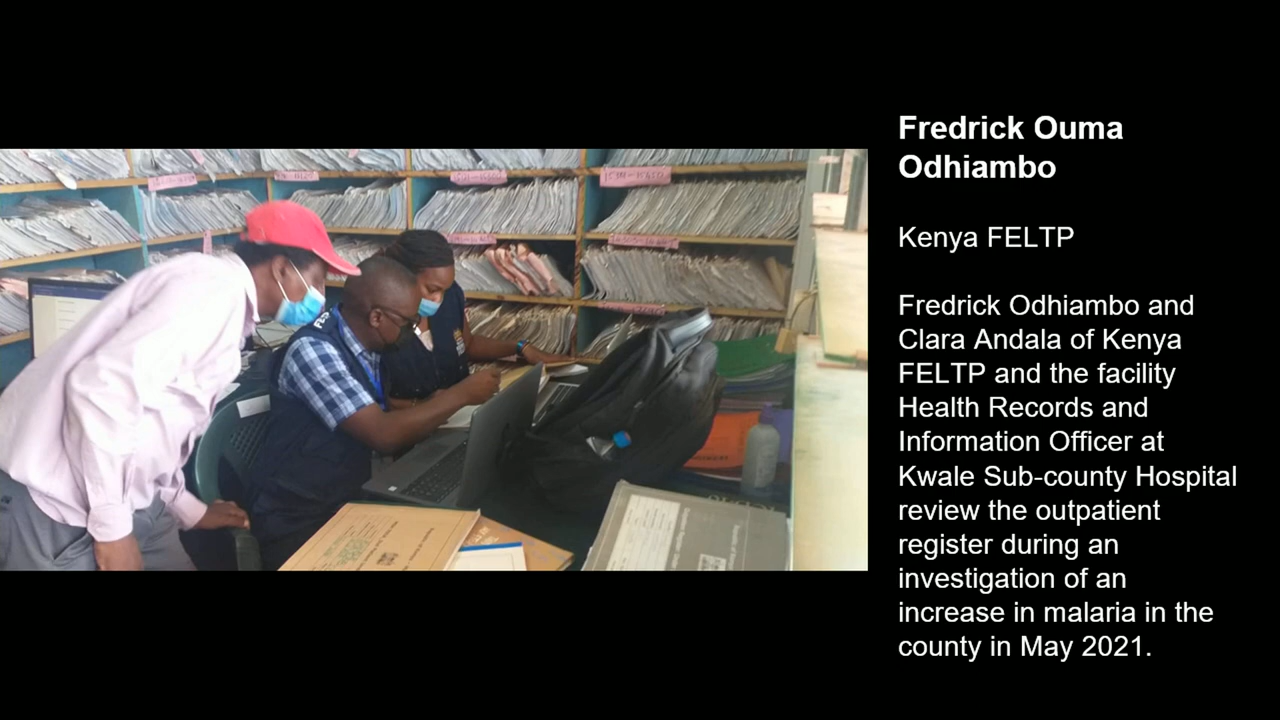 Fredrick Ouma
Odhiambo
Kenya FELTP
Fredrick Odhiambo and
Clara Andala of Kenya
FELTP and the facility
Health Records and
Information Officer at
Kwale Sub-county Hospital
review the outpatient
register during an
investigation of an
increase in malaria in the
county in May 2021.